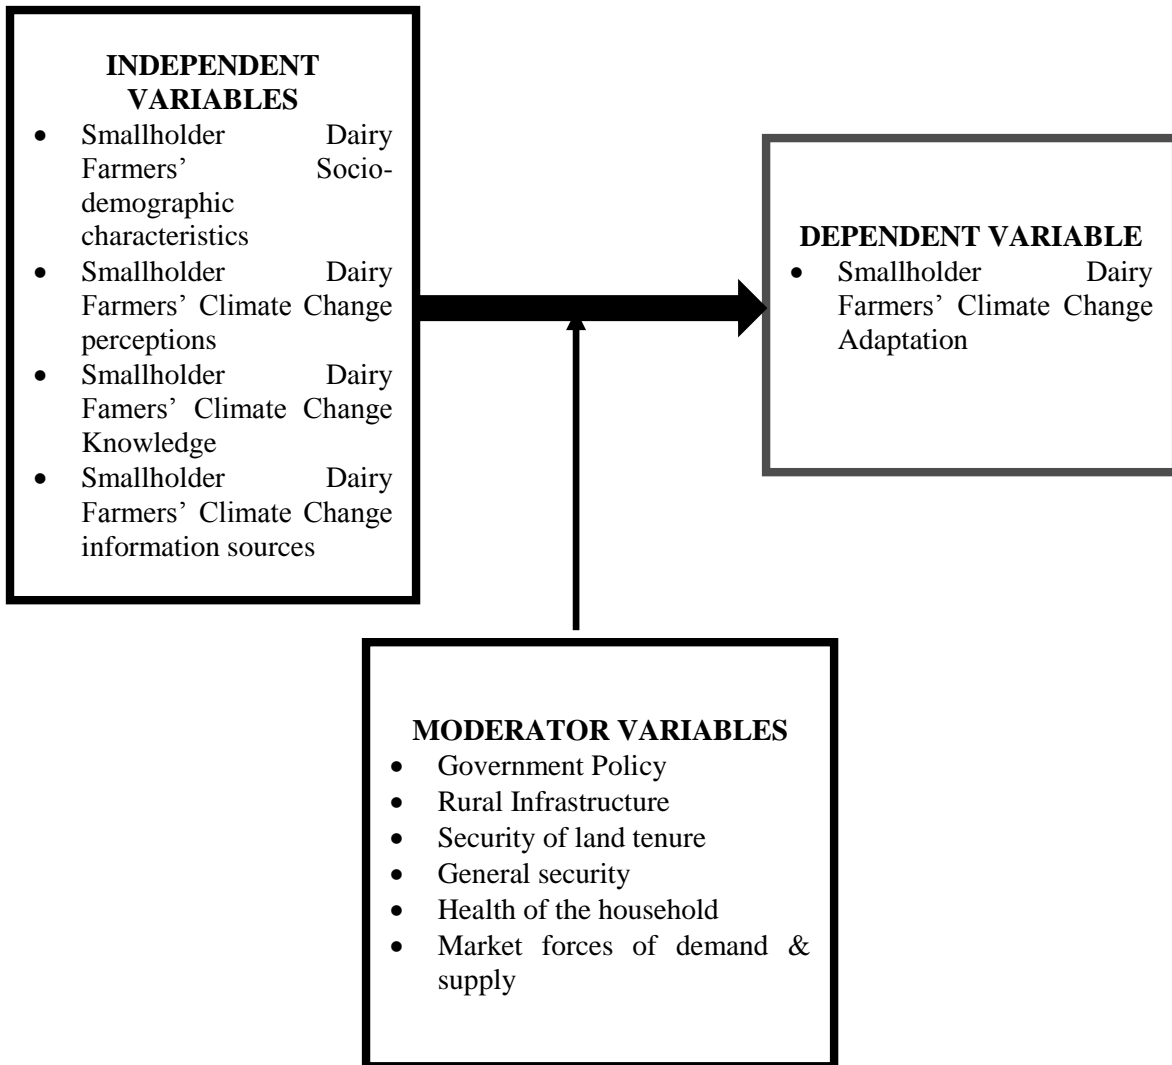 INDEPENDENT
VARIABLES
• Smallholder Dairy
Farmers’ Socio-
demographic
characteristics
• Smallholder Dairy
Farmers’ Climate Change
perceptions
• Smallholder Dairy
Famers’ Climate Change
Knowledge
• Smallholder Dairy
Farmers’ Climate Change
information sources
DEPENDENT VARIABLE
• Smallholder Dairy
Farmers’ Climate Change
Adaptation
MODERATOR VARIABLES
• Government Policy
• Rural Infrastructure
• Security of land tenure
• General security
• Health of the household
• Market forces of demand &
supply